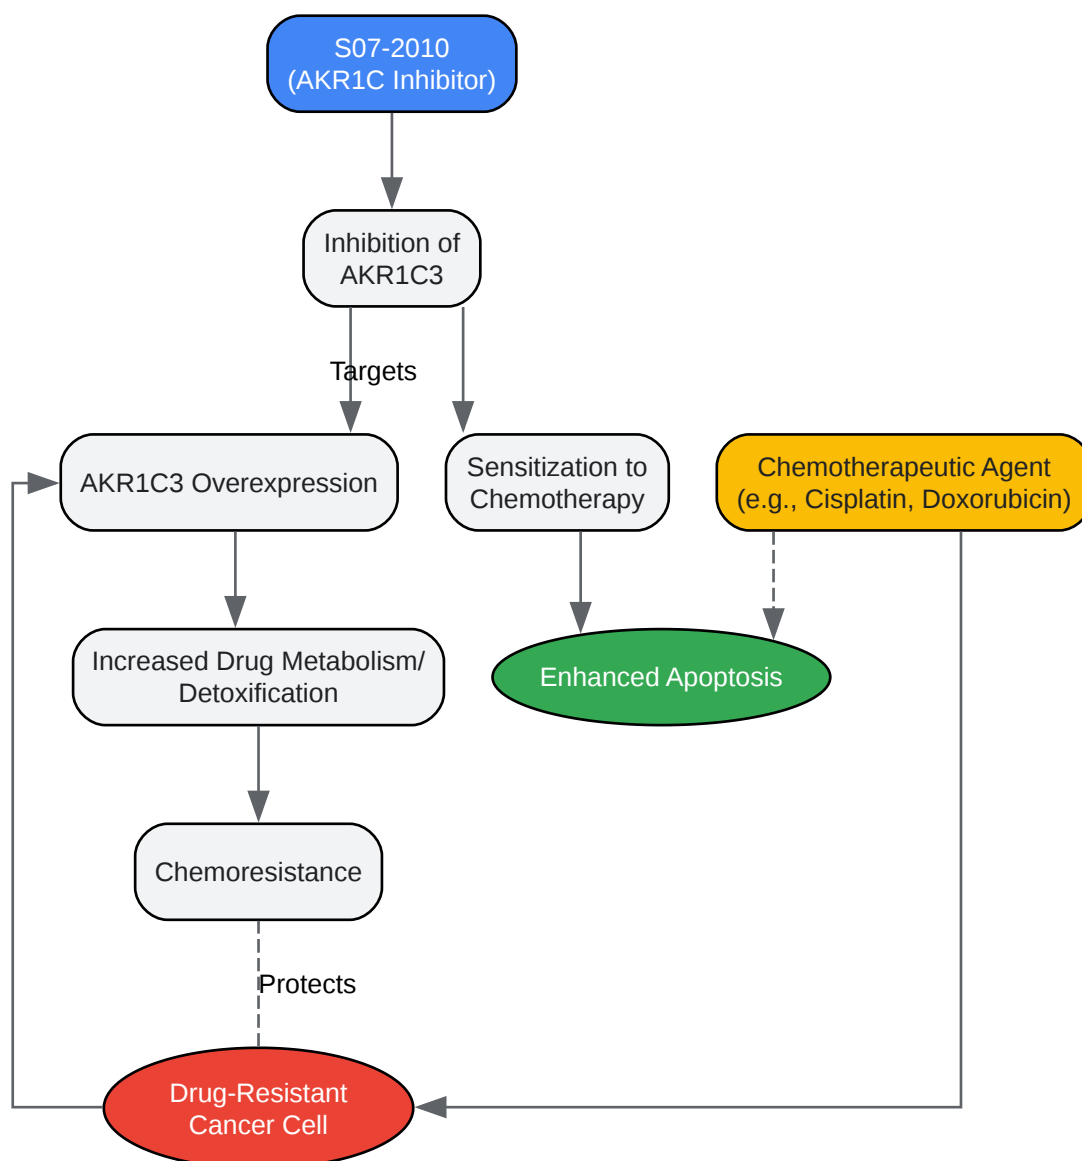 S07-2010
(AKR1C Inhibitor)
Inhibition of
AKR1C3
Targets
AKR1C3 Overexpression
Sensitization to
Chemotherapy
Chemotherapeutic Agent
(e.g., Cisplatin, Doxorubicin)
Increased Drug Metabolism/
Detoxification
Enhanced Apoptosis
Chemoresistance
Protects
Drug-Resistant
Cancer Cell